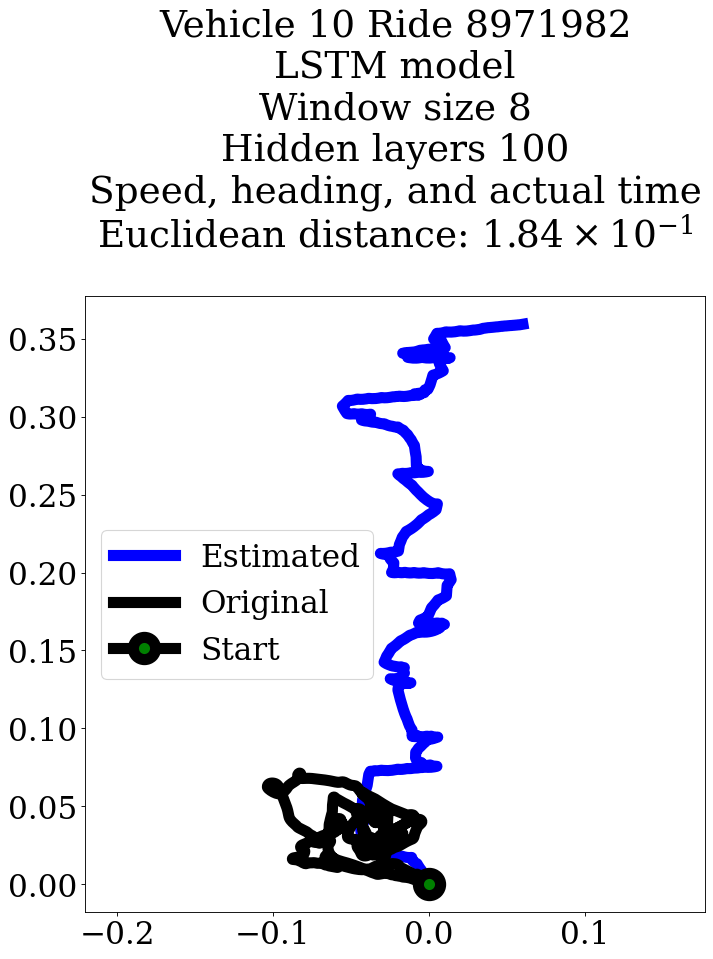 Vehicle 10 Ride 8971982
LSTM model
Window size 8
Hidden layers 100
Speed, heading, and actual time
Euclidean distance: 1.84 × 10⁻¹
0.35
0.30
0.25
0.20
0.15
0.10
0.05
0.00
Estimated
Original
Start
−0.2 −0.1 0.0 0.1